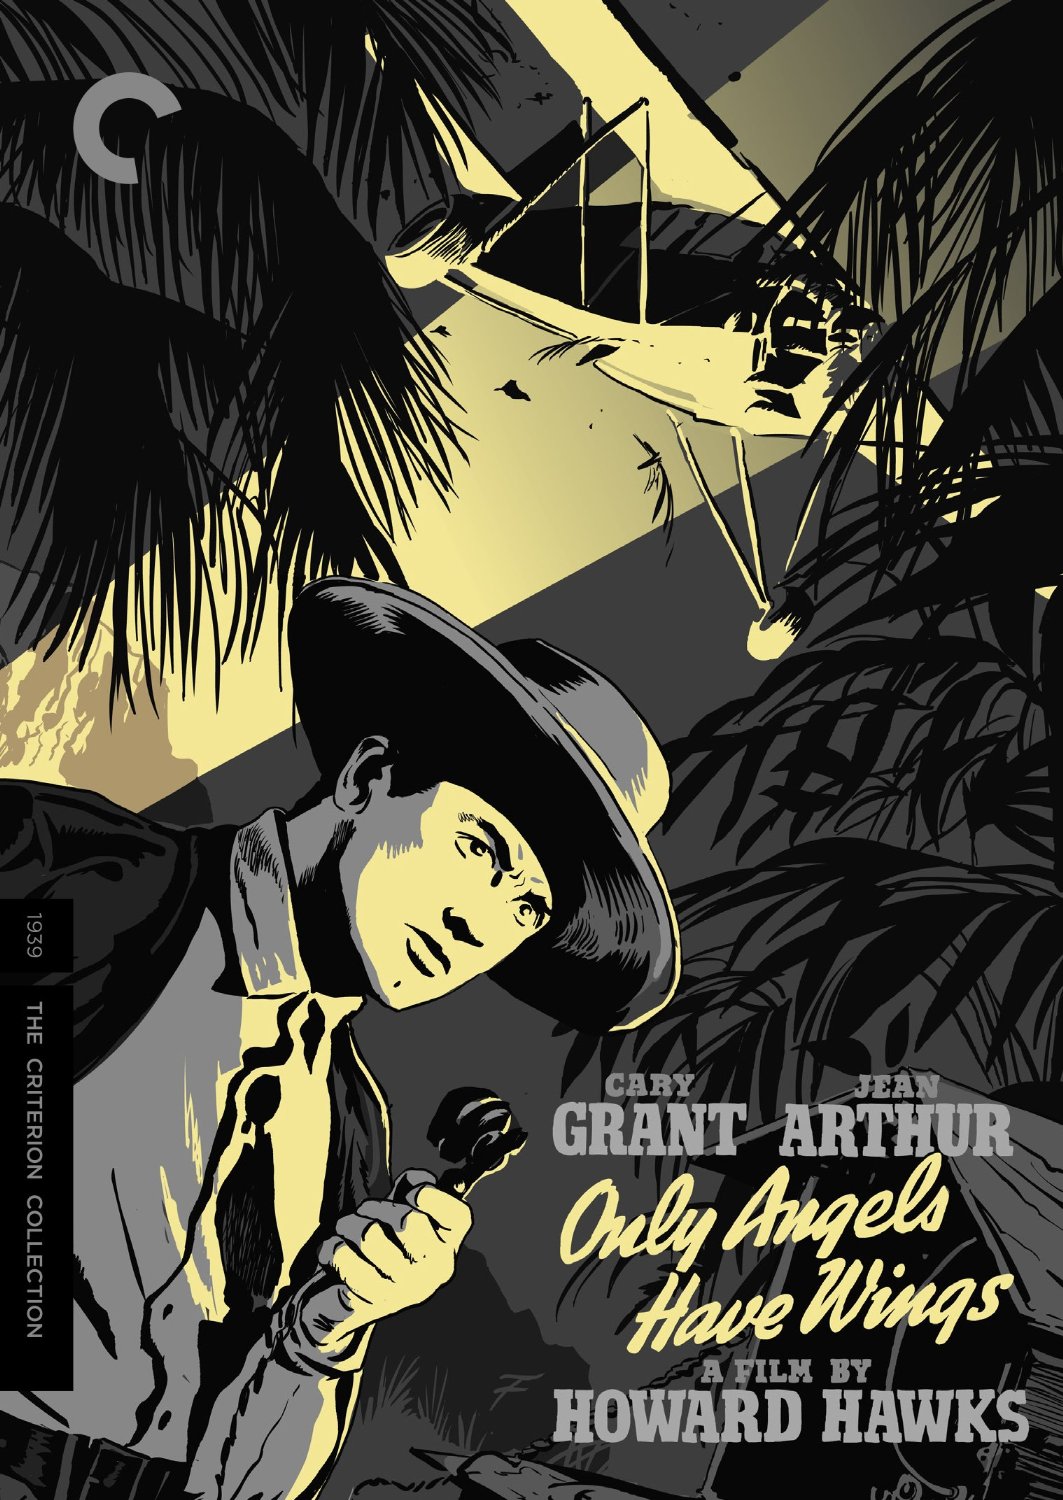 1939
THE CRITERION COLLECTION
CARY JEAN
GRANT ARTHUR
Only Angels
Have Wings
A FILM BY
HOWARD HAWKS